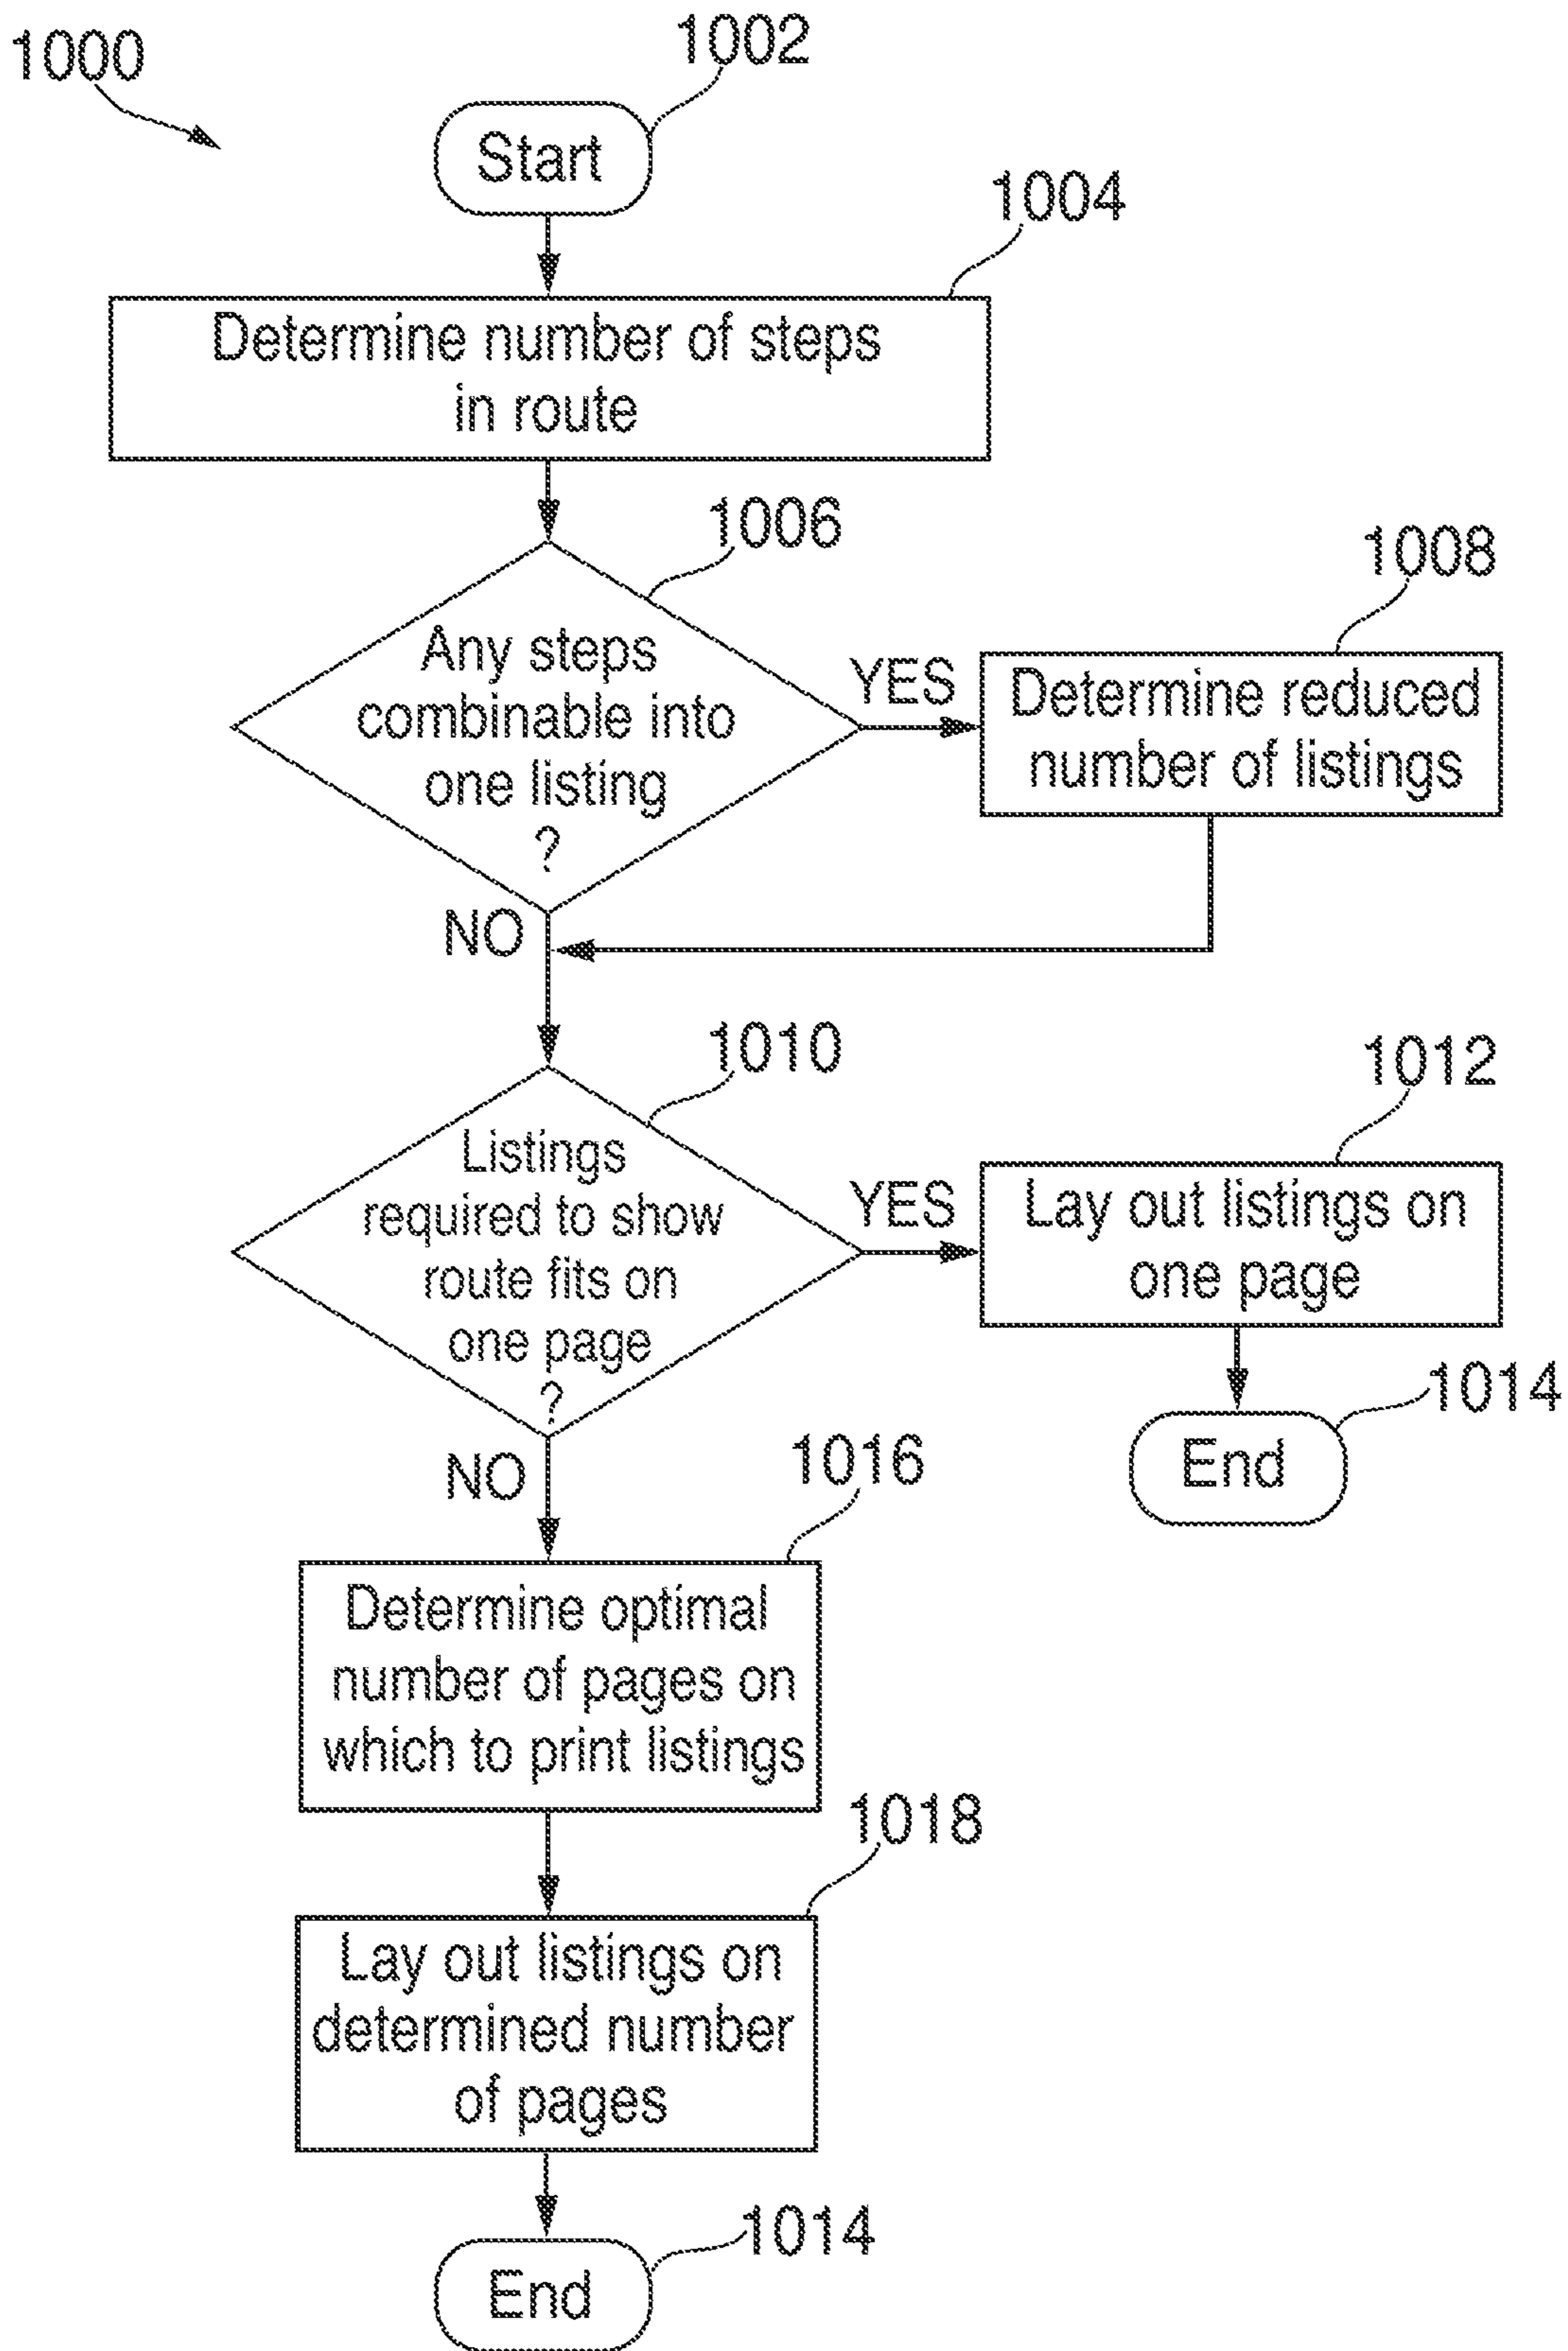 1000
1002
Start
1004
Determine number of steps
in route
1006
Any steps
combinable into
one listing
?
YES
1008
Determine reduced
number of listings
NO
1010
Listings
required to show
route fits on
one page
?
YES
1012
Lay out listings on
one page
1014
End
NO
1016
Determine optimal
number of pages on
which to print listings
1018
Lay out listings on
determined number
of pages
1014
End